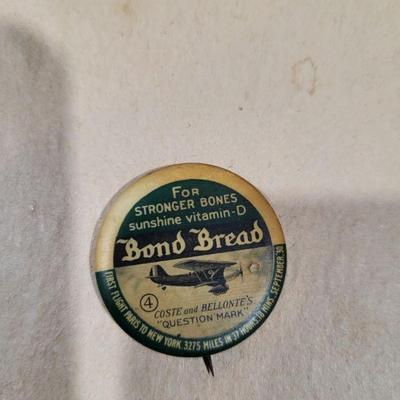 FOR
STRONGER BONES
sunshine vitamin-D
Bond Bread
?
4
COSTE and BELLONTE'S
"QUESTION MARK"
FIRST FLIGHT PARIS TO NEW YORK. 3275 MILES IN 37 HOURS 18 MINS. SEPTEMBER '30